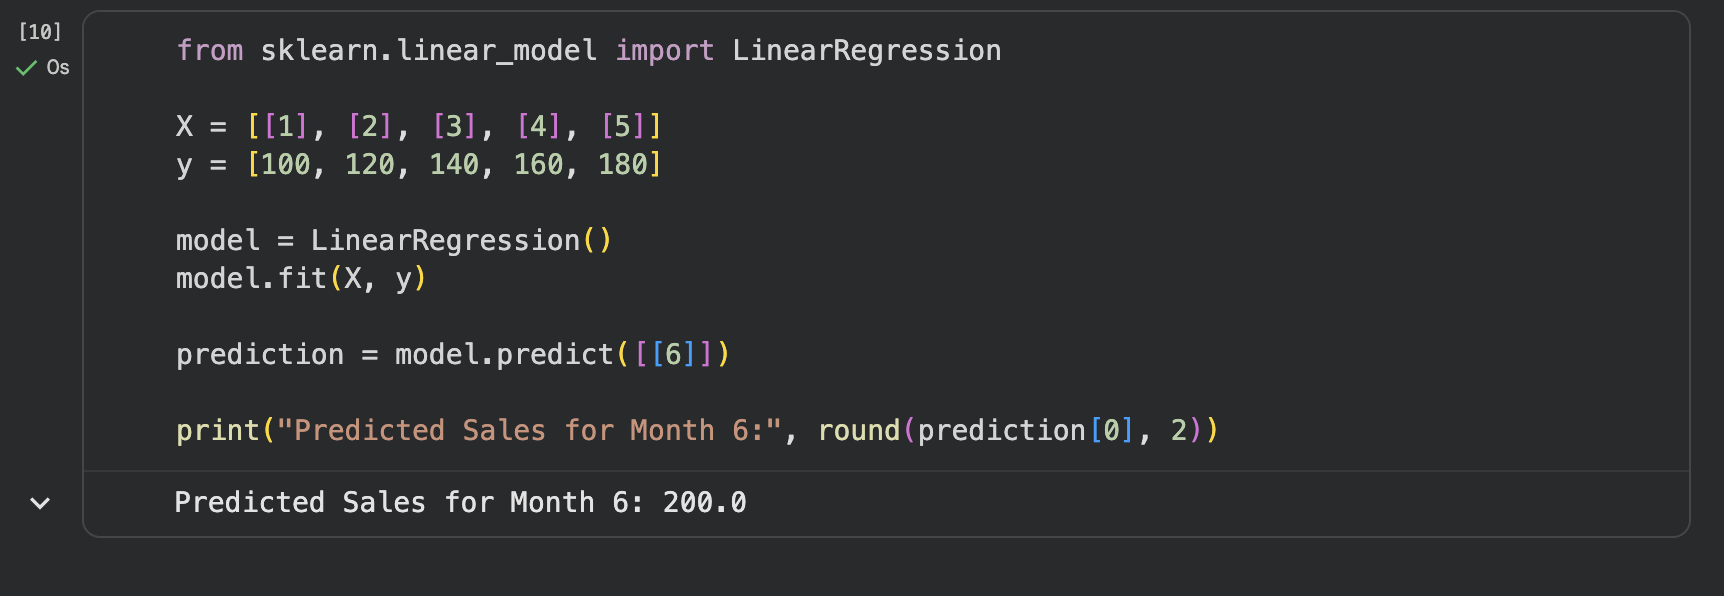 [10]
0s
from sklearn.linear_model import LinearRegression
X = [[1], [2], [3], [4], [5]]
y = [100, 120, 140, 160, 180]
model = LinearRegression()
model.fit(X, y)
prediction = model.predict([[6]])
print("Predicted Sales for Month 6:", round(prediction[0], 2))
Predicted Sales for Month 6: 200.0